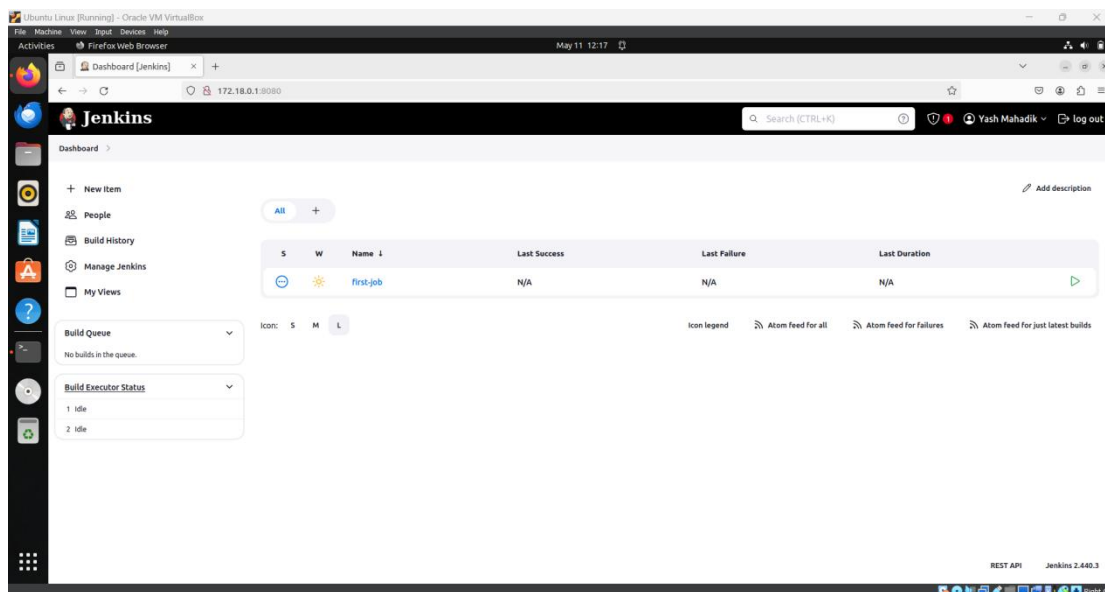 Ubuntu Linux [Running] - Oracle VM VirtualBox
File Machine View Input Devices Help
Activities Firefox Web Browser May 11 12:17
Dashboard [Jenkins] × +
172.18.0.1:8080
Jenkins Search (CTRL+K) 1 Yash Mahadik log out
Dashboard >
+ New Item Add description
People All +
Build History
S W Name ↓ Last Success Last Failure Last Duration
Manage Jenkins
first-job N/A N/A N/A
My Views
Icon: S M L Icon legend Atom feed for all Atom feed for failures Atom feed for just latest builds
Build Queue
No builds in the queue.
Build Executor Status
1 Idle
2 Idle
REST API Jenkins 2.440.3
Right